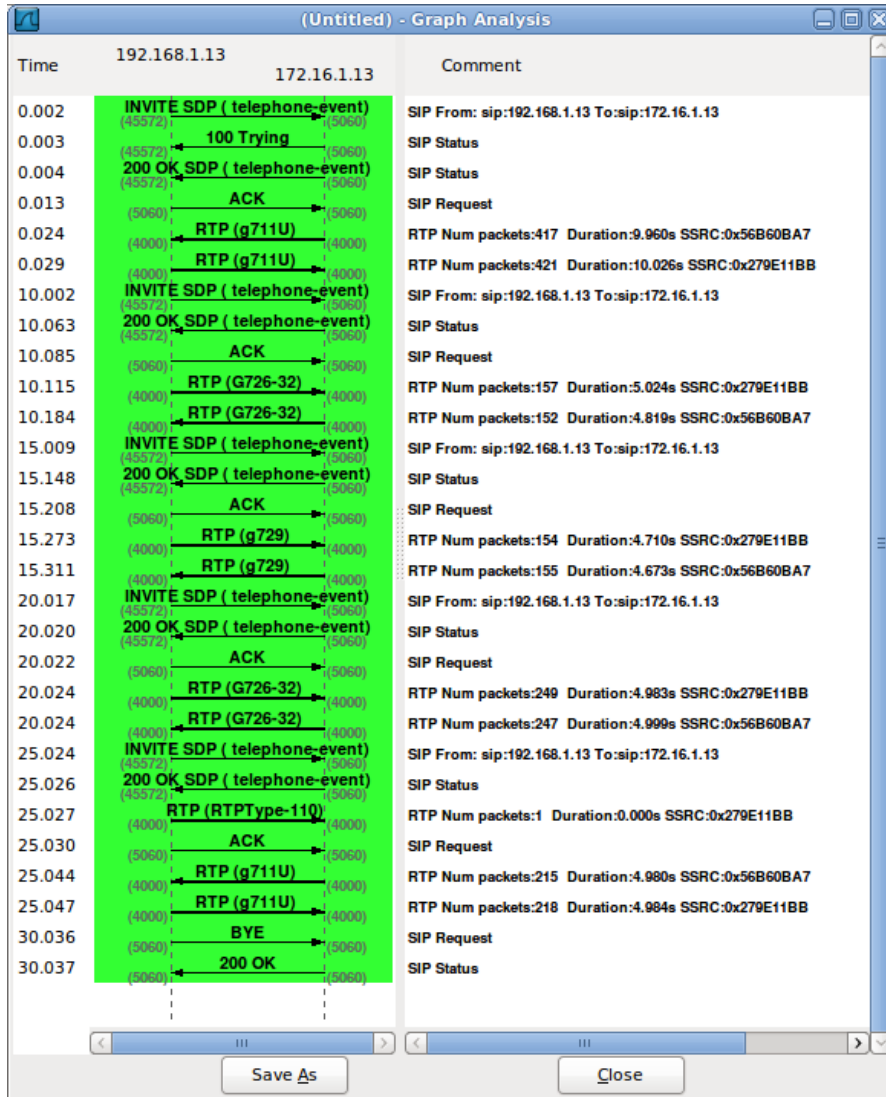 (Untitled) - Graph Analysis
Time 192.168.1.13 172.16.1.13 Comment
0.002 INVITE SDP ( telephone-event) (45572) (5060) SIP From: sip:192.168.1.13 To:sip:172.16.1.13
0.003 100 Trying (45572) (5060) SIP Status
0.004 200 OK SDP ( telephone-event) (45572) (5060) SIP Status
0.013 ACK (5060) (5060) SIP Request
0.024 RTP (g711U) (4000) (4000) RTP Num packets:417 Duration:9.960s SSRC:0x56B60BA7
0.029 RTP (g711U) (4000) (4000) RTP Num packets:421 Duration:10.026s SSRC:0x279E11BB
10.002 INVITE SDP ( telephone-event) (45572) (5060) SIP From: sip:192.168.1.13 To:sip:172.16.1.13
10.063 200 OK SDP ( telephone-event) (45572) (5060) SIP Status
10.085 ACK (5060) (5060) SIP Request
10.115 RTP (G726-32) (4000) (4000) RTP Num packets:157 Duration:5.024s SSRC:0x279E11BB
10.184 RTP (G726-32) (4000) (4000) RTP Num packets:152 Duration:4.819s SSRC:0x56B60BA7
15.009 INVITE SDP ( telephone-event) (45572) (5060) SIP From: sip:192.168.1.13 To:sip:172.16.1.13
15.148 200 OK SDP ( telephone-event) (45572) (5060) SIP Status
15.208 ACK (5060) (5060) SIP Request
15.273 RTP (g729) (4000) (4000) RTP Num packets:154 Duration:4.710s SSRC:0x279E11BB
15.311 RTP (g729) (4000) (4000) RTP Num packets:155 Duration:4.673s SSRC:0x56B60BA7
20.017 INVITE SDP ( telephone-event) (45572) (5060) SIP From: sip:192.168.1.13 To:sip:172.16.1.13
20.020 200 OK SDP ( telephone-event) (45572) (5060) SIP Status
20.022 ACK (5060) (5060) SIP Request
20.024 RTP (G726-32) (4000) (4000) RTP Num packets:249 Duration:4.983s SSRC:0x279E11BB
20.024 RTP (G726-32) (4000) (4000) RTP Num packets:247 Duration:4.999s SSRC:0x56B60BA7
25.024 INVITE SDP ( telephone-event) (45572) (5060) SIP From: sip:192.168.1.13 To:sip:172.16.1.13
25.026 200 OK SDP ( telephone-event) (45572) (5060) SIP Status
25.027 RTP (RTPType-110) (4000) (4000) RTP Num packets:1 Duration:0.000s SSRC:0x279E11BB
25.030 ACK (5060) (5060) SIP Request
25.044 RTP (g711U) (4000) (4000) RTP Num packets:215 Duration:4.980s SSRC:0x56B60BA7
25.047 RTP (g711U) (4000) (4000) RTP Num packets:218 Duration:4.984s SSRC:0x279E11BB
30.036 BYE (5060) (5060) SIP Request
30.037 200 OK (5060) (5060) SIP Status
Save As Close